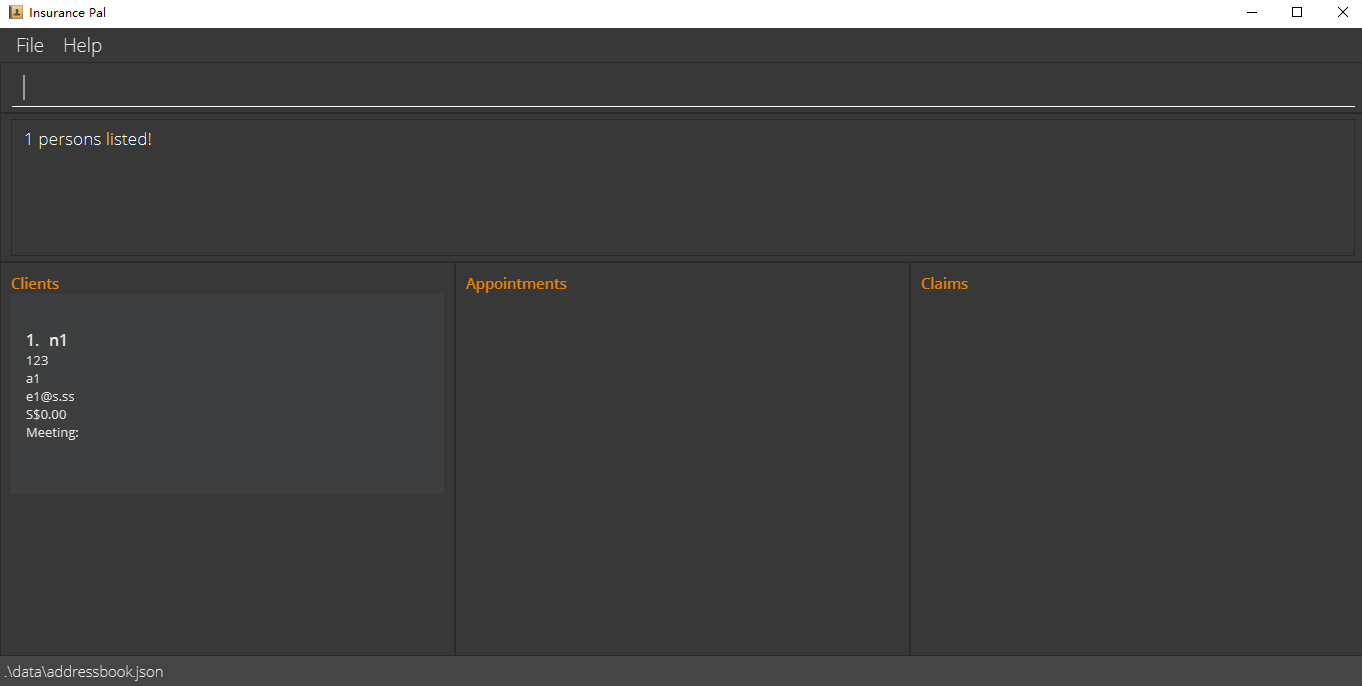 Insurance Pal
File Help
1 persons listed!
Clients
Appointments
Claims
1. n1
123
a1
e1@s.ss
S$0.00
Meeting:
.\data\addressbook.json